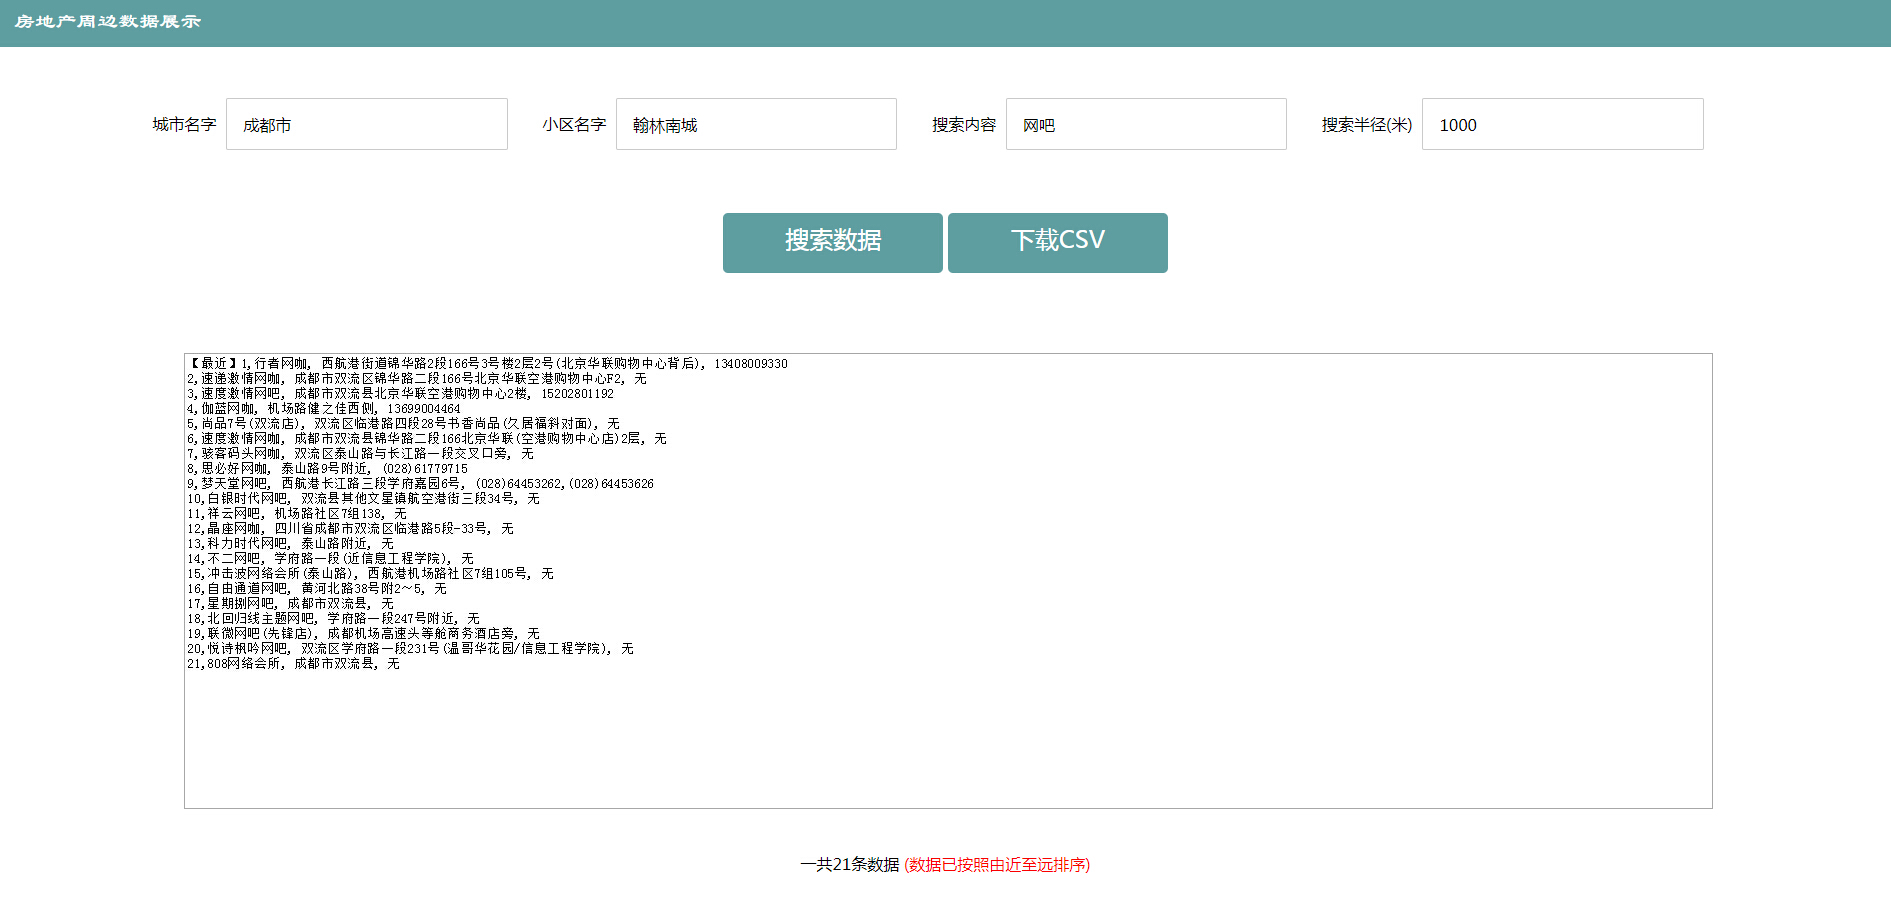 房地产周边数据展示
城市名字 成都市 小区名字 翰林南城 搜索内容 网吧 搜索半径(米) 1000
搜索数据 下载CSV
【最近】1,行者网咖, 西航港街道锦华路2段166号3号楼2层2号(北京华联购物中心背后), 13408009330
2,速递激情网咖, 成都市双流区锦华路二段166号北京华联空港购物中心F2, 无
3,速度激情网吧, 成都市双流县北京华联空港购物中心2楼, 15202801192
4,伽蓝网咖, 机场路健之佳西侧, 13699004464
5,尚品7号(双流店), 双流区临港路四段28号书香尚品(久居福斜对面), 无
6,速度激情网咖, 成都市双流县锦华路二段166北京华联(空港购物中心店)2层, 无
7,骇客码头网咖, 双流区泰山路与长江路一段交叉口旁, 无
8,思必好网咖, 泰山路9号附近, (028)61779715
9,梦天堂网吧, 西航港长江路三段学府嘉园6号, (028)64453262,(028)64453626
10,白银时代网吧, 双流县其他文星镇航空港街三段34号, 无
11,祥云网吧, 机场路社区7组138, 无
12,晶座网咖, 四川省成都市双流区临港路5段-33号, 无
13,科力时代网吧, 泰山路附近, 无
14,不二网吧, 学府路一段(近信息工程学院), 无
15,冲击波网络会所(泰山路), 西航港机场路社区7组105号, 无
16,自由通道网吧, 黄河北路38号附2～5, 无
17,星期捌网吧, 成都市双流县, 无
18,北回归线主题网吧, 学府路一段247号附近, 无
19,联微网吧(先锋店), 成都机场高速头等舱商务酒店旁, 无
20,悦诗枫吟网吧, 双流区学府路一段231号(温哥华花园/信息工程学院), 无
21,808网络会所, 成都市双流县, 无
一共21条数据 (数据已按照由近至远排序)